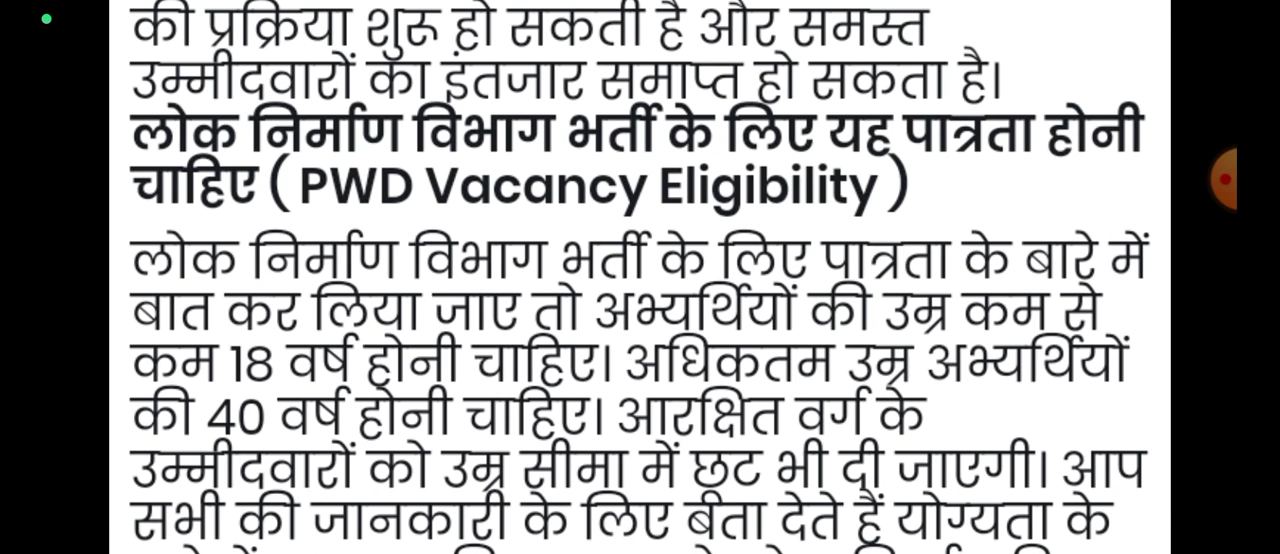 की प्रक्रिया शुरू हो सकती है और समस्त
उम्मीदवारों का इंतजार समाप्त हो सकता है।
लोक निर्माण विभाग भर्ती के लिए यह पात्रता होनी
चाहिए ( PWD Vacancy Eligibility )
लोक निर्माण विभाग भर्ती के लिए पात्रता के बारे में
बात कर लिया जाए तो अभ्यर्थियों की उम्र कम से
कम 18 वर्ष होनी चाहिए। अधिकतम उम्र अभ्यर्थियों
की 40 वर्ष होनी चाहिए। आरक्षित वर्ग के
उम्मीदवारों को उम्र सीमा में छूट भी दी जाएगी। आप
सभी की जानकारी के लिए बता देते हैं योग्यता के